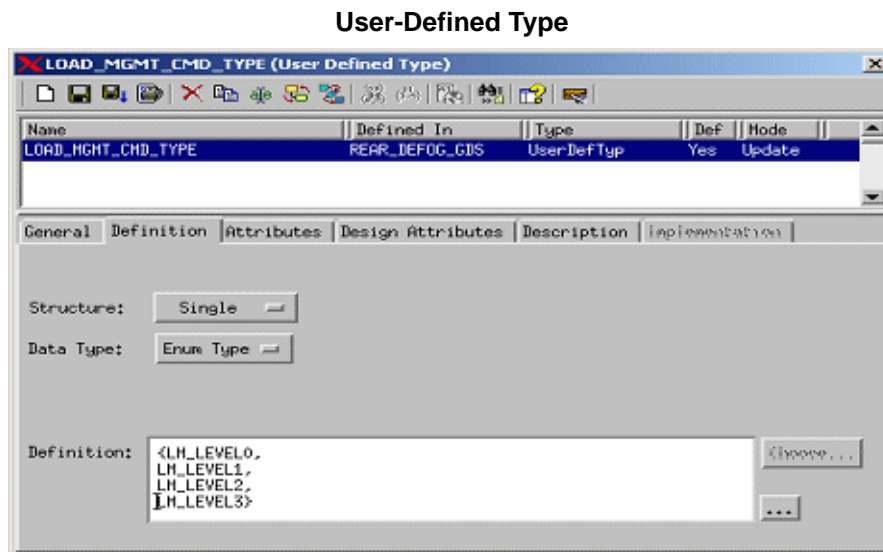 User-Defined Type
LOAD_MGMT_CMD_TYPE (User Defined Type)
Name Defined In Type Def Mode
LOAD_MGMT_CMD_TYPE REAR_DEFOG_GDS UserDefTyp Yes Update
General Definition Attributes Design Attributes Description Implementation
Structure: Single
Data Type: Enum Type
Definition: {LM_LEVEL0,
LM_LEVEL1,
LM_LEVEL2,
LM_LEVEL3}
Choose...
...